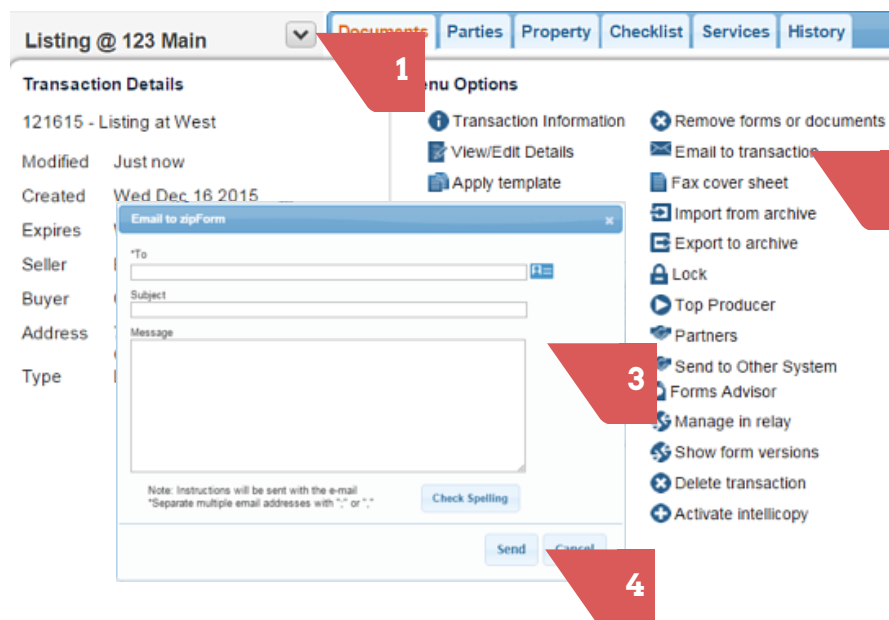 Listing @ 123 Main
Documents Parties Property Checklist Services History
1
Transaction Details
121615 - Listing at West
Modified Just now
Created Wed Dec 16 2015
Expires
Seller
Buyer
Address
Type
nu Options
Transaction Information
View/Edit Details
Apply template
Remove forms or documents
Email to transaction
Fax cover sheet
Import from archive
Export to archive
Lock
Top Producer
Partners
Send to Other System
Forms Advisor
Manage in relay
Show form versions
Delete transaction
Activate intellicopy
Email to zipForm
x
*To
Subject
Message
3
Note: Instructions will be sent with the e-mail
*Separate multiple email addresses with ";" or ","
Check Spelling
Send Cancel
4